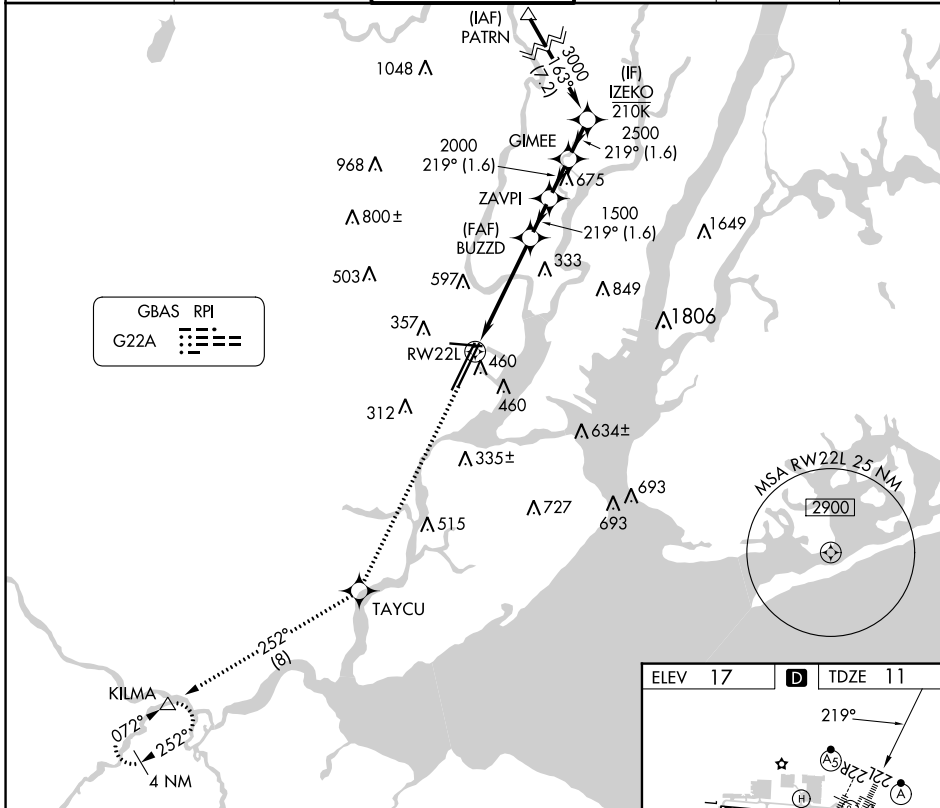 (IAF)
PATRN
3000
163°
(7.2)
1048
(IF)
IZEKO
210K
GIMEE
2500
219° (1.6)
2000
219° (1.6)
968
675
ZAVPI
800±
1500
219° (1.6)
1649
(FAF)
BUZZD
333
503
597
849
GBAS RPI
G22A
357
1806
RW22L
460
460
312
634±
335±
MSA RW22L 25 NM
693
693
2900
727
515
TAYCU
252°
(8)
KILMA
072°
252°
4 NM
ELEV 17
D
TDZE 11
219°
A5
22R
22L
A
H